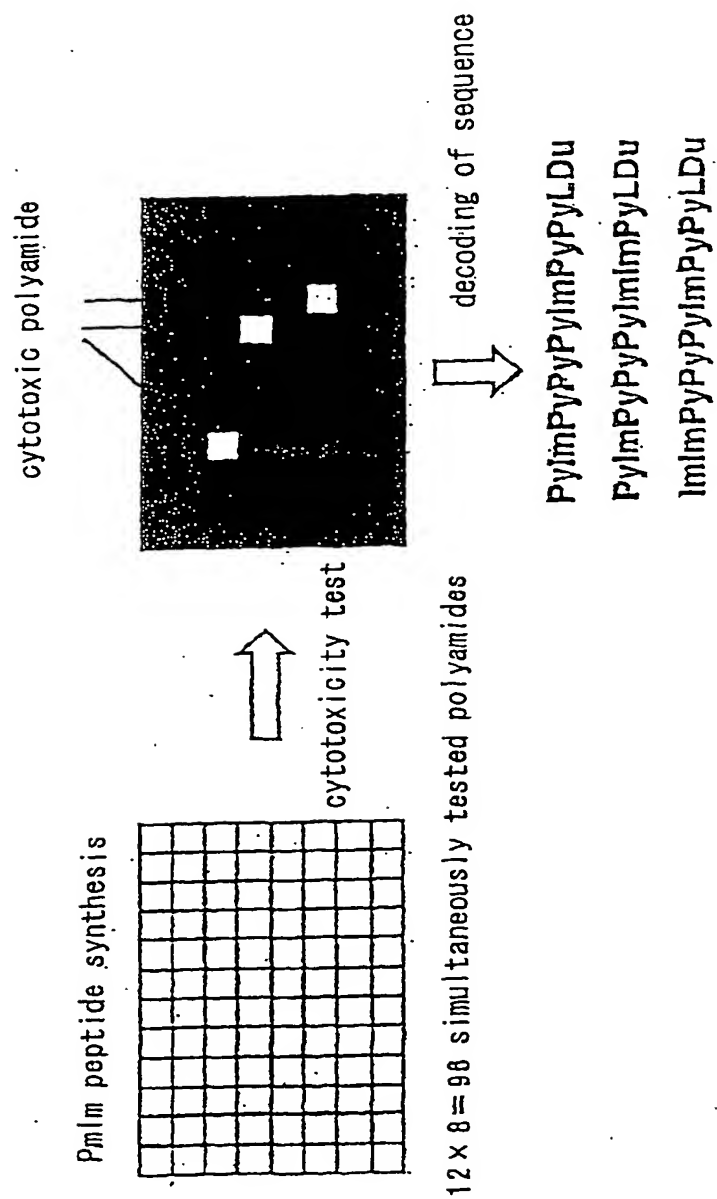 PmIm peptide synthesis
cytotoxic polyamide
cytotoxicity test
12×8=98 simultaneously tested polyamides
decoding of sequence
PyImPyPyPyImPyPyLDu
PyImPyPyPyImImPyLDu
ImImPyPyPyImPyPyLDu